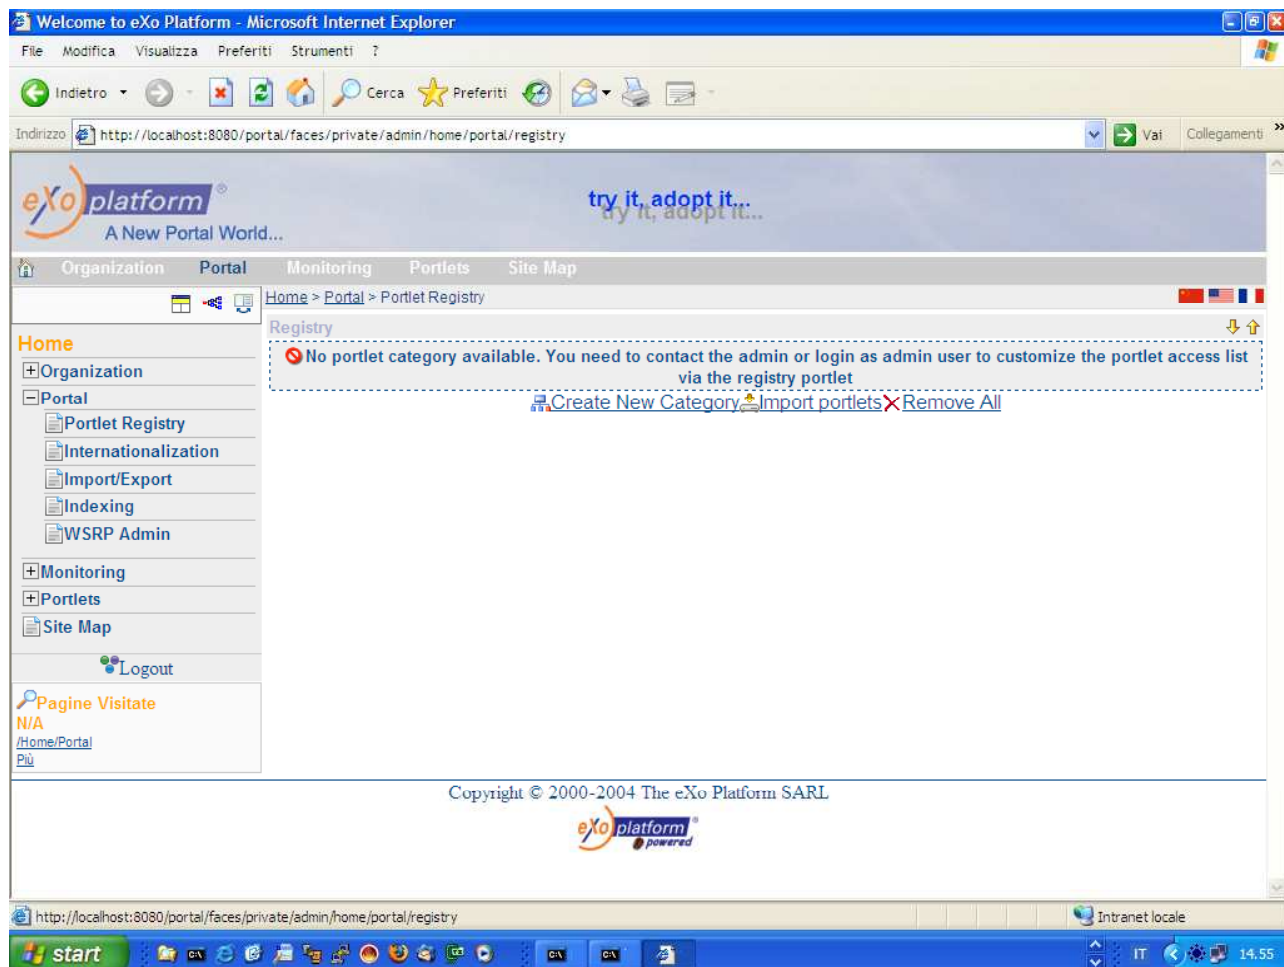 Welcome to eXo Platform - Microsoft Internet Explorer
File Modifica Visualizza Preferiti Strumenti ?
Indietro Cerca Preferiti
Indirizzo http://localhost:8080/portal/faces/private/admin/home/portal/registry Vai Collegamenti »
eXo platform ®
A New Portal World...
try it, adopt it...
Organization Portal Monitoring Portlets Site Map
Home > Portal > Portlet Registry
Registry
No portlet category available. You need to contact the admin or login as admin user to customize the portlet access list
via the registry portlet
Create New Category Import portlets Remove All
Home
Organization
Portal
Portlet Registry
Internationalization
Import/Export
Indexing
WSRP Admin
Monitoring
Portlets
Site Map
Logout
Pagine Visitate
N/A
/Home/Portal
Più
Copyright © 2000-2004 The eXo Platform SARL
eXo platform ®
powered
http://localhost:8080/portal/faces/private/admin/home/portal/registry Intranet locale
start IT 14.55